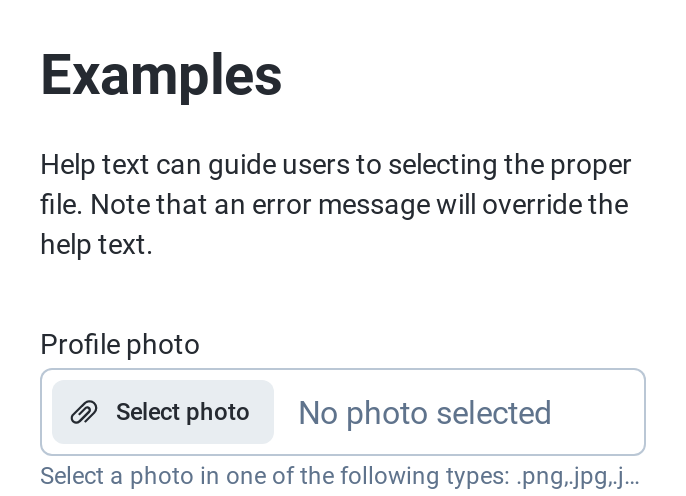 Examples
Help text can guide users to selecting the proper
file. Note that an error message will override the
help text.
Profile photo
Select photo
No photo selected
Select a photo in one of the following types: .png,.jpg,.j...